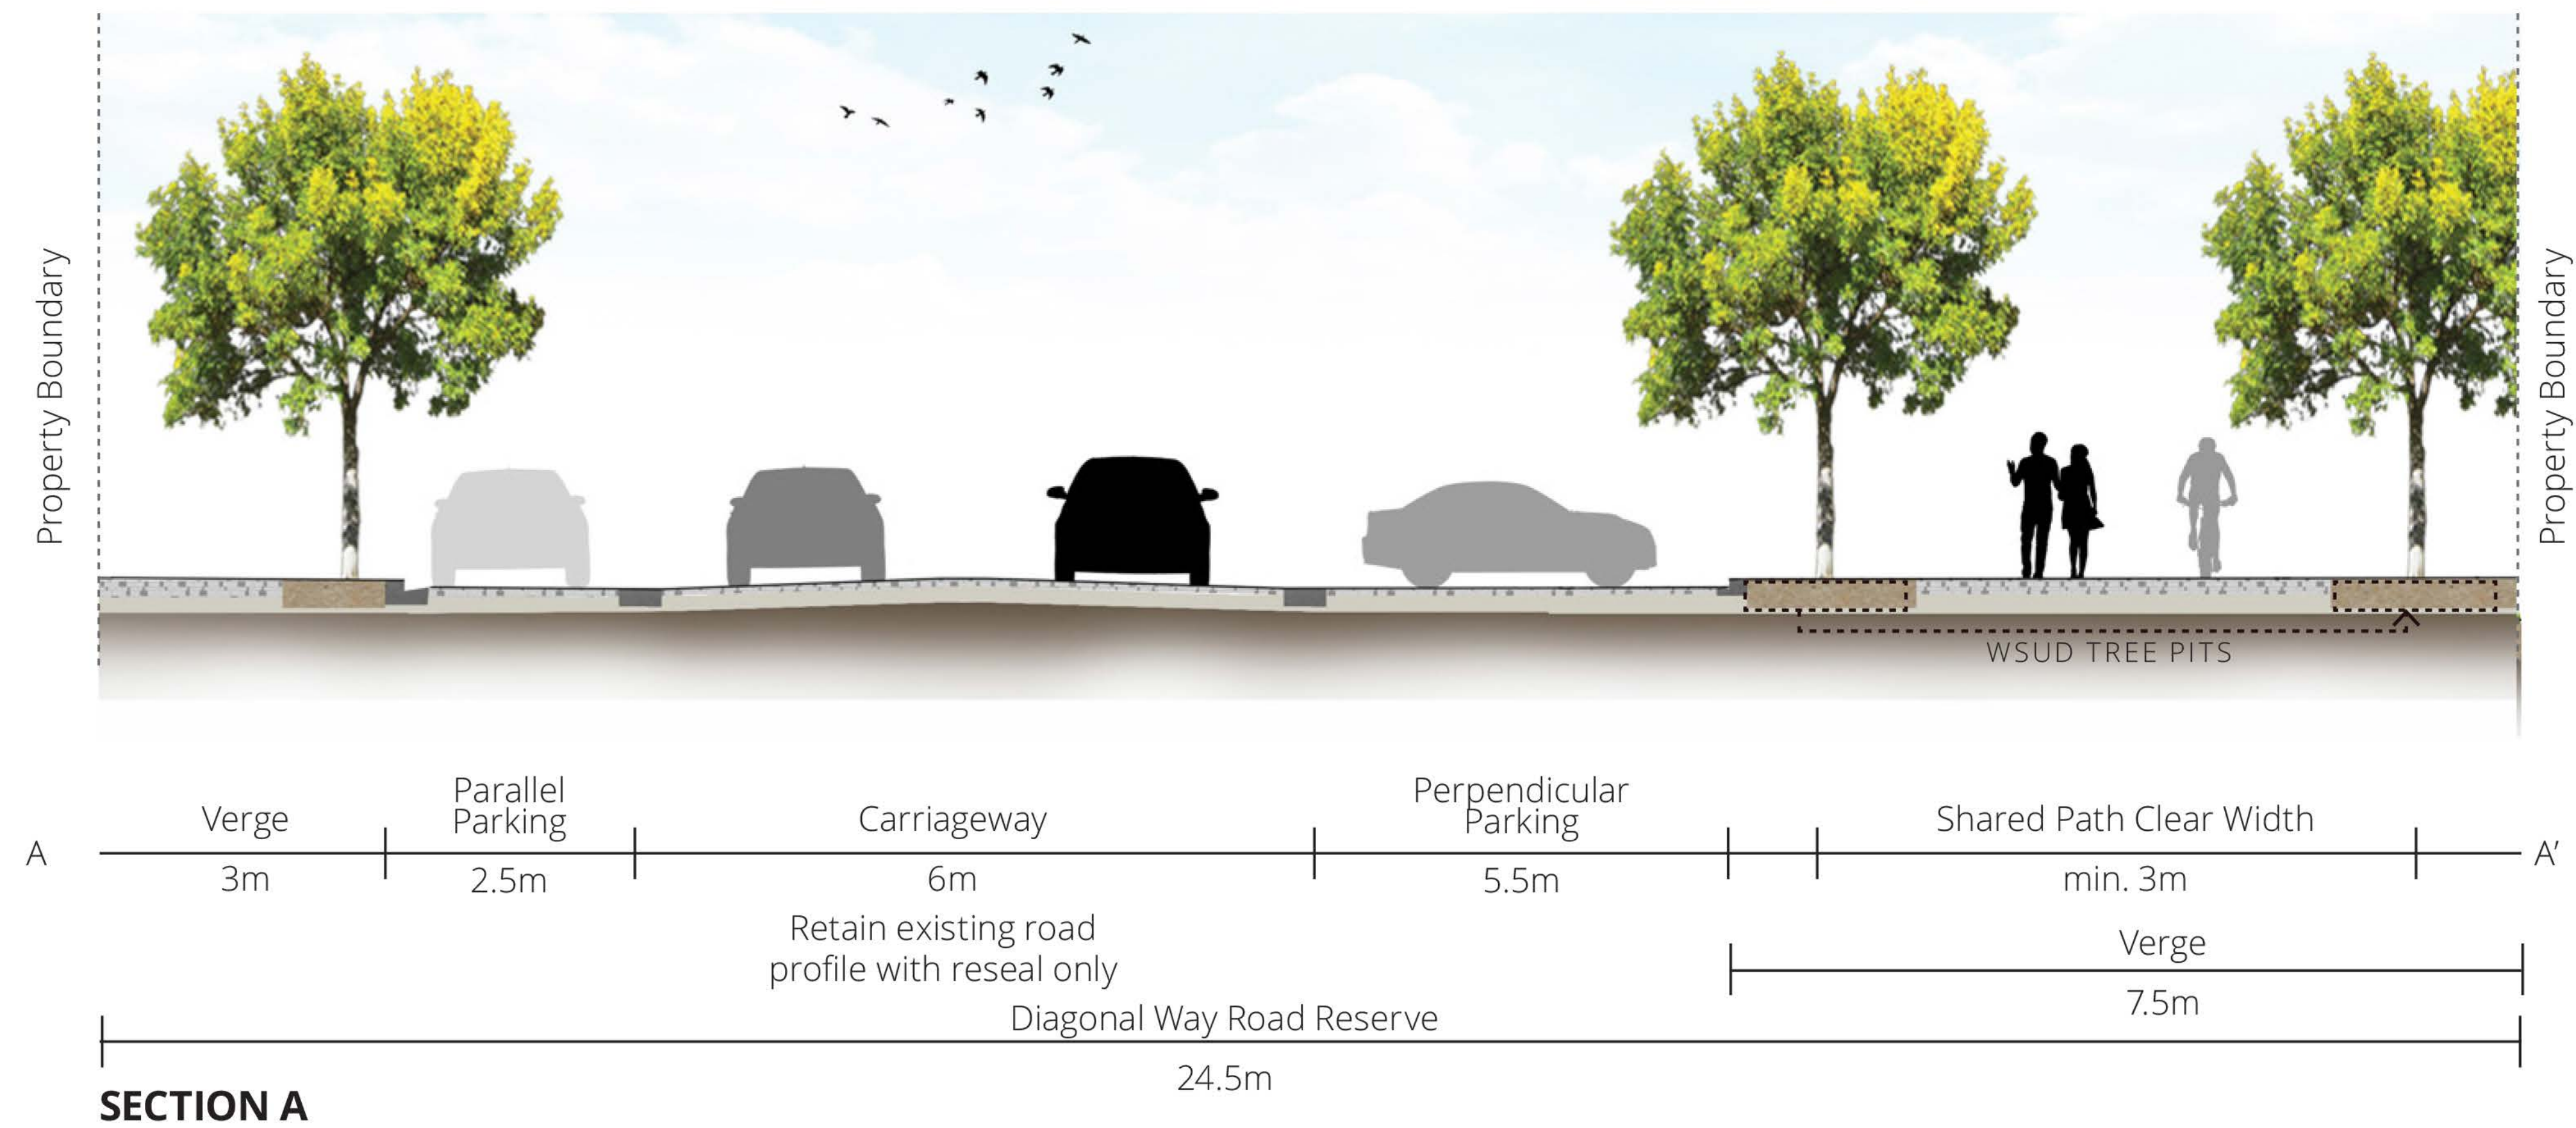 Property Boundary
Property Boundary
WSUD TREE PITS
Verge
Parallel
Parking
Carriageway
Perpendicular
Parking
Shared Path Clear Width
A
A'
3m
2.5m
6m
5.5m
min. 3m
Retain existing road
profile with reseal only
Verge
7.5m
Diagonal Way Road Reserve
24.5m
SECTION A